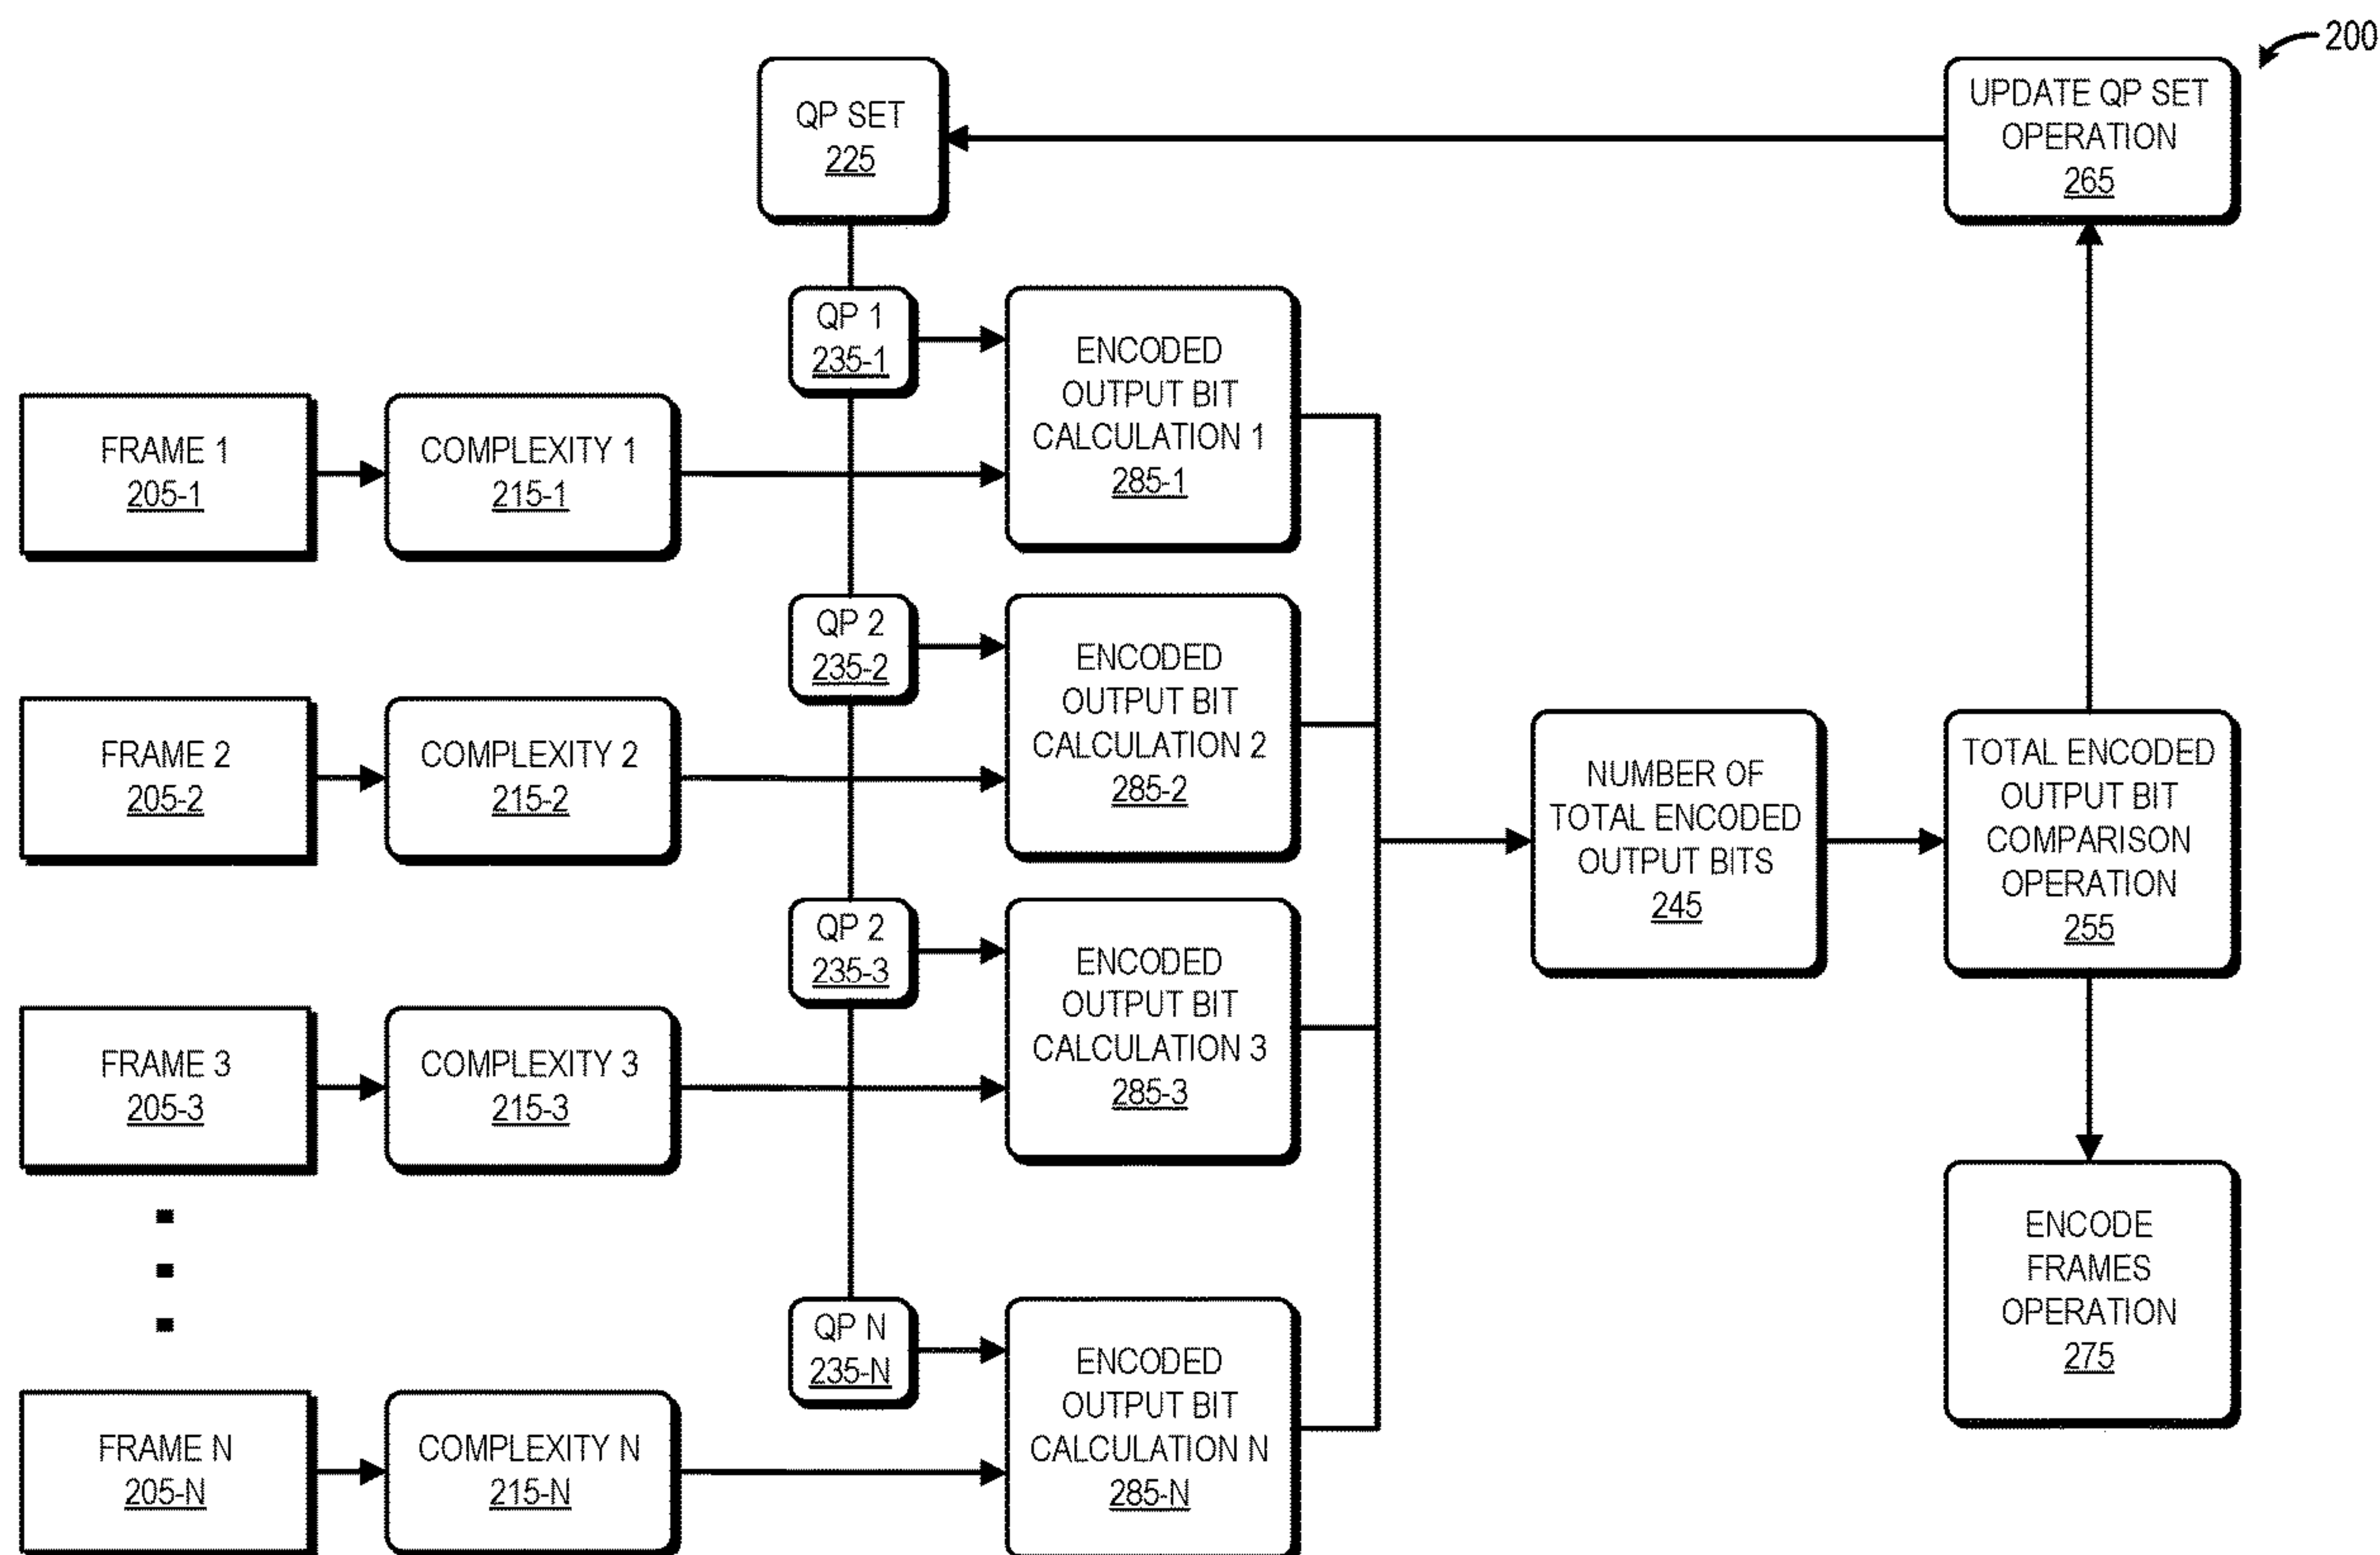 200
QP SET
225
UPDATE QP SET
OPERATION
265
QP 1
235-1
ENCODED
OUTPUT BIT
CALCULATION 1
285-1
FRAME 1
205-1
COMPLEXITY 1
215-1
QP 2
235-2
ENCODED
OUTPUT BIT
CALCULATION 2
285-2
FRAME 2
205-2
COMPLEXITY 2
215-2
NUMBER OF
TOTAL ENCODED
OUTPUT BITS
245
TOTAL ENCODED
OUTPUT BIT
COMPARISON
OPERATION
255
QP 2
235-3
ENCODED
OUTPUT BIT
CALCULATION 3
285-3
FRAME 3
205-3
COMPLEXITY 3
215-3
ENCODE
FRAMES
OPERATION
275
QP N
235-N
ENCODED
OUTPUT BIT
CALCULATION N
285-N
FRAME N
205-N
COMPLEXITY N
215-N